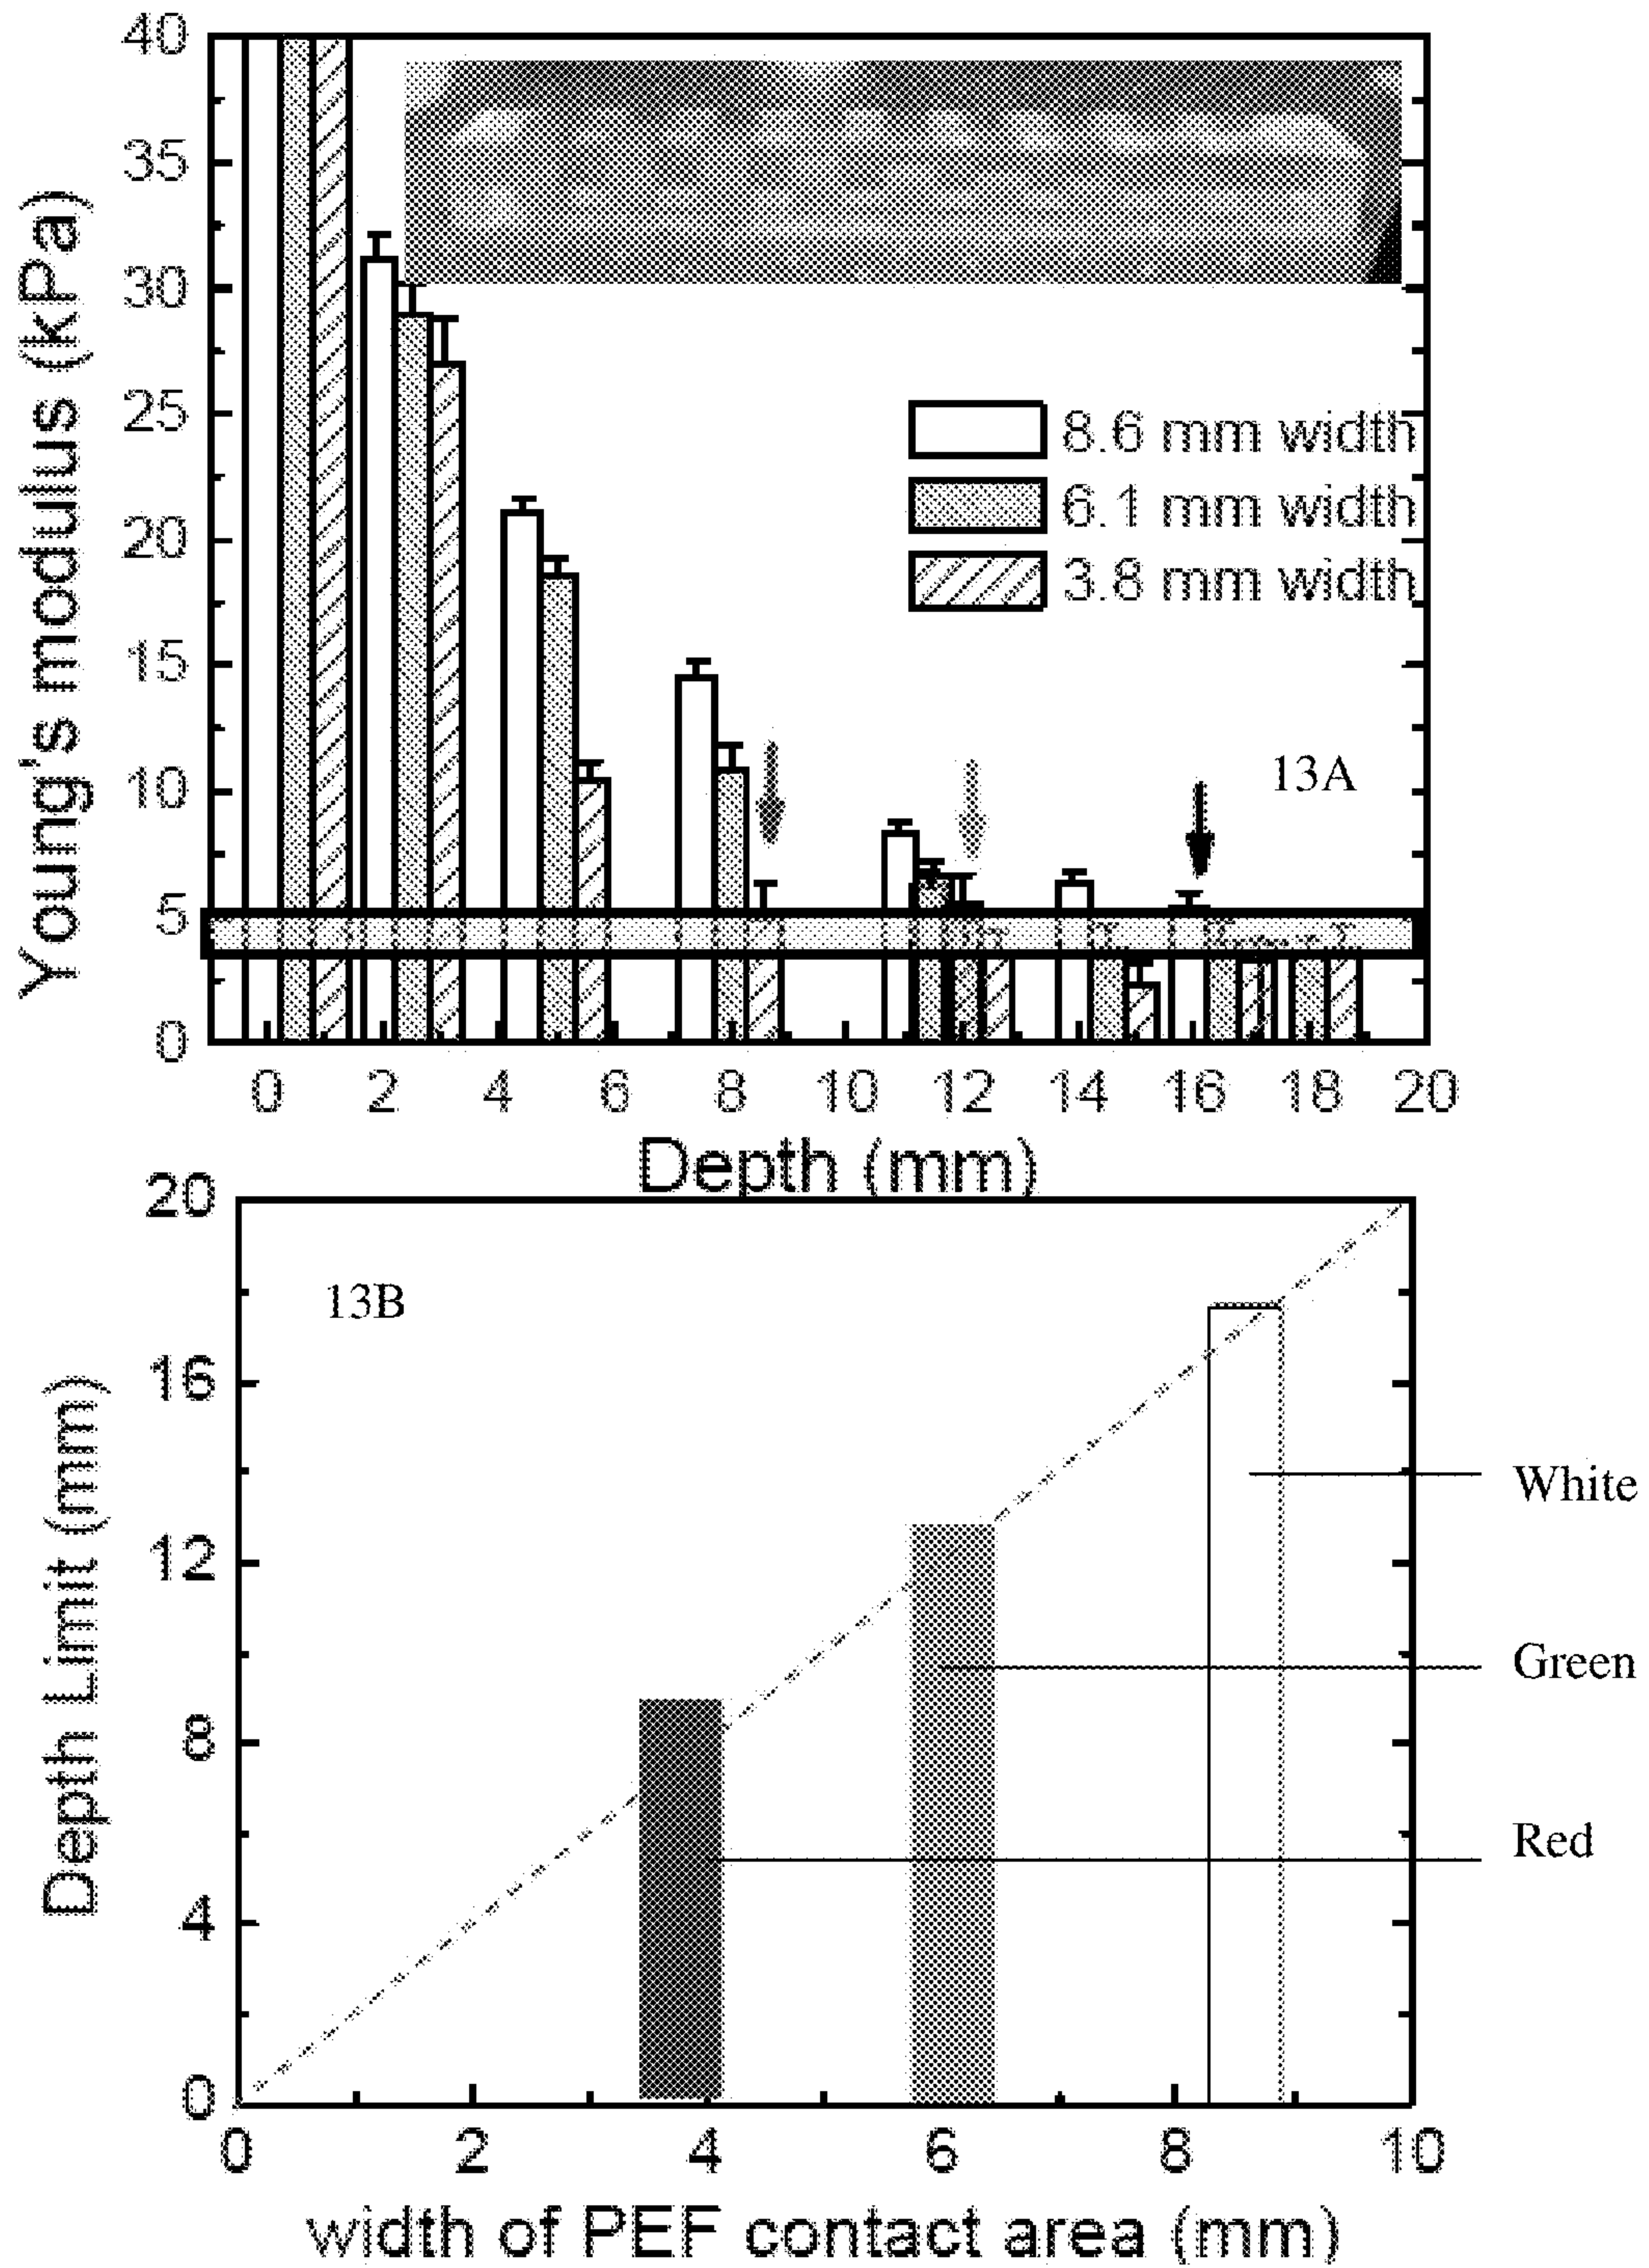 Young's modulus (kPa)
40
35
30
25
20
15
10
5
0
8.6 mm width
6.1 mm width
3.8 mm width
13A
0 2 4 6 8 10 12 14 16 18 20
Depth (mm)
Depth Limit (mm)
20
16
12
8
4
0
13B
White
Green
Red
0 2 4 6 8 10
width of PEF contact area (mm)